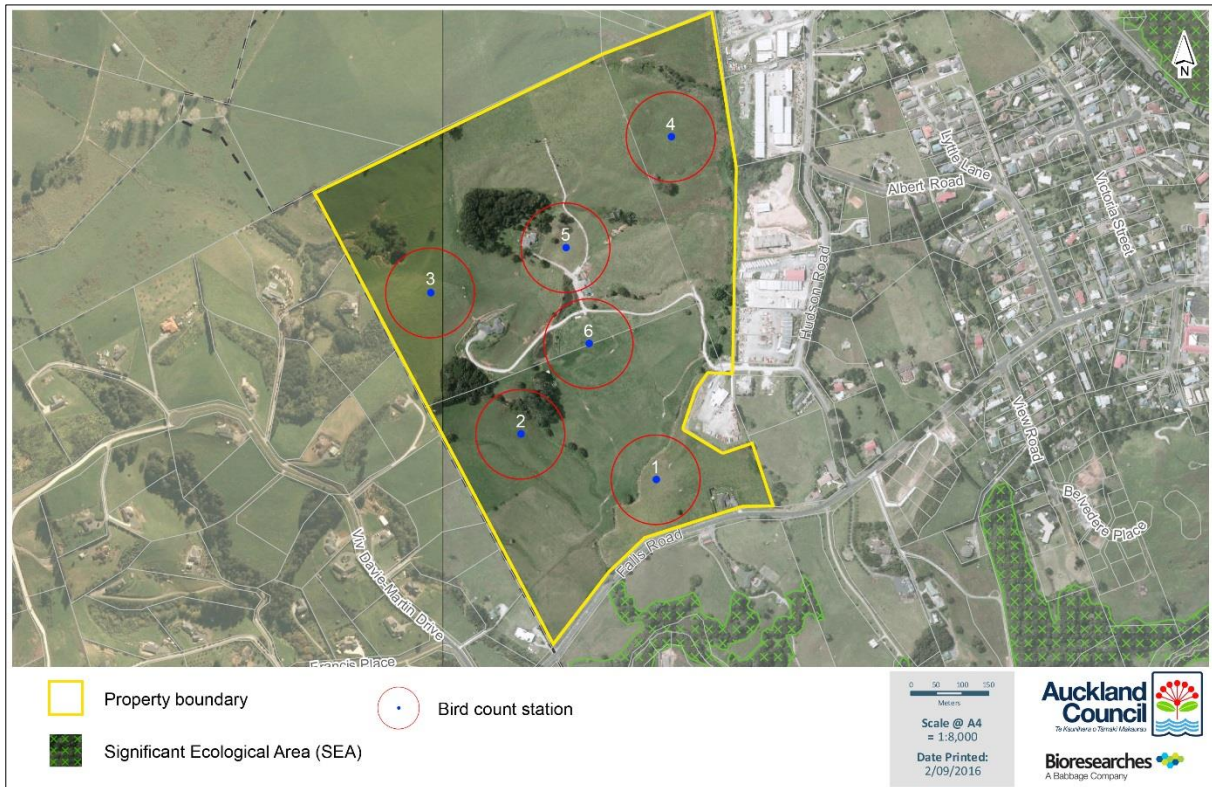 N
Green
4
Lyttle Lane
Albert Road
Victoria Street
5
3
Hudson Road
6
2
View Road
1
Belvedere Place
Falls Road
Viv Davie-Martin Drive
Francis Place
Property boundary
Bird count station
Significant Ecological Area (SEA)
0 50 100 150
Meters
Scale @ A4
= 1:8,000
Date Printed:
2/09/2016
Auckland
Council
Te Kaunihera o Tāmaki Makaurau
Bioresearches
A Babbage Company